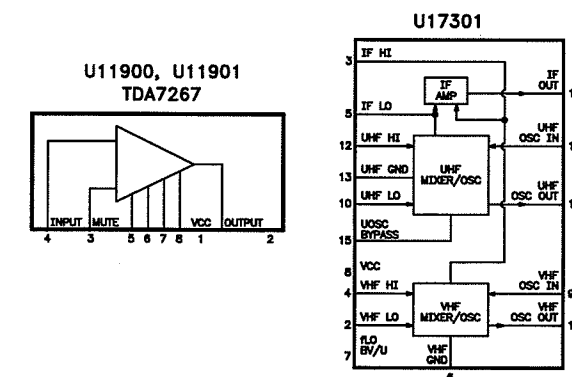 U11900, U11901
TDA7267
INPUT MUTE VCC OUTPUT
4 3 5 6 7 8 1 2
U17301
3 IF HI
IF AMP
IF OUT
5 IF LO
12 UHF HI
UHF OSC IN
13 UHF GND
UHF MIXER/OSC
10 UHF LO
UHF OSC OUT
15 UOSC BYPASS
8 VCC
4 VHF HI
VHF OSC IN
VHF MIXER/OSC
2 VHF LO
VHF OSC OUT
7 fLO BV/U
VHF GND